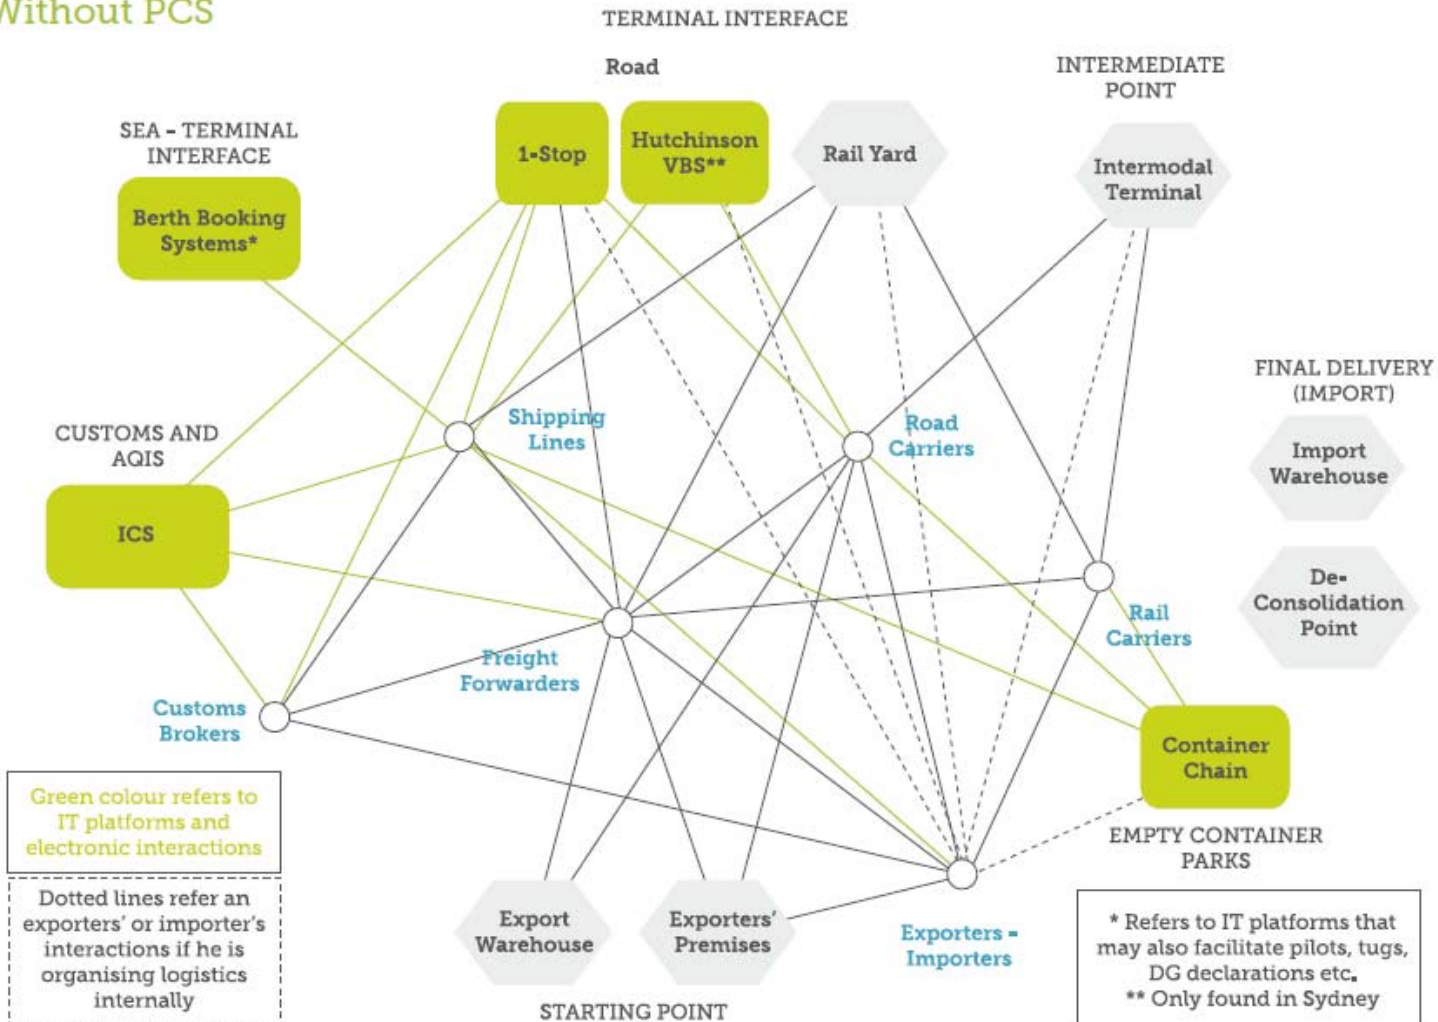 Without PCS
TERMINAL INTERFACE
Road
INTERMEDIATE
POINT
SEA - TERMINAL
INTERFACE
1-Stop
Hutchinson
VBS**
Rail Yard
Intermodal
Terminal
Berth Booking
Systems*
FINAL DELIVERY
(IMPORT)
CUSTOMS AND
AQIS
Shipping
Lines
Road
Carriers
Import
Warehouse
ICS
De-
Consolidation
Point
Rail
Carriers
Freight
Forwarders
Customs
Brokers
Container
Chain
Green colour refers to
IT platforms and
electronic interactions
EMPTY CONTAINER
PARKS
Dotted lines refer an
exporters' or importer's
interactions if he is
organising logistics
internally
Export
Warehouse
Exporters'
Premises
Exporters -
Importers
* Refers to IT platforms that
may also facilitate pilots, tugs,
DG declarations etc.
** Only found in Sydney
STARTING POINT